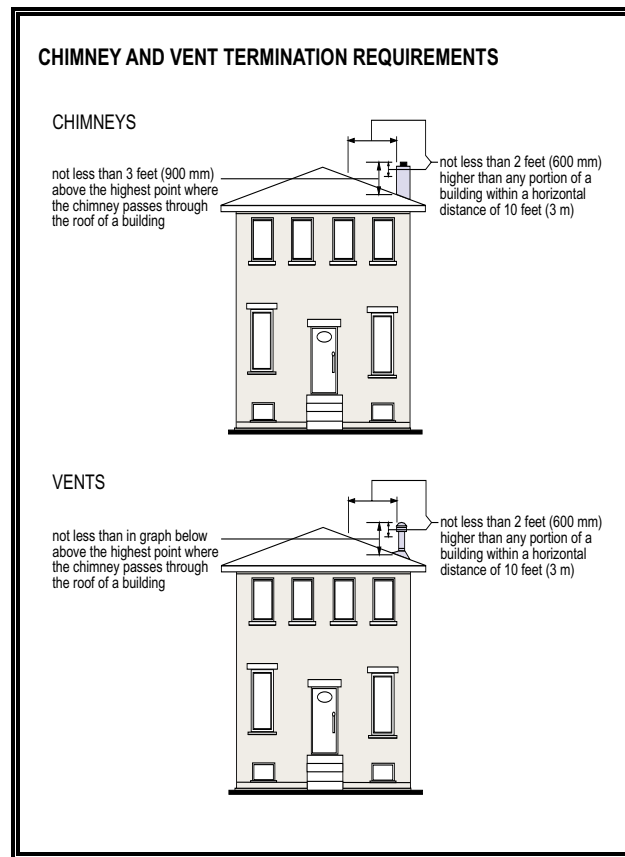 CHIMNEY AND VENT TERMINATION REQUIREMENTS
CHIMNEYS
not less than 3 feet (900 mm)
above the highest point where
the chimney passes through
the roof of a building
not less than 2 feet (600 mm)
higher than any portion of a
building within a horizontal
distance of 10 feet (3 m)
VENTS
not less than in graph below
above the highest point where
the chimney passes through
the roof of a building
not less than 2 feet (600 mm)
higher than any portion of a
building within a horizontal
distance of 10 feet (3 m)